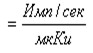 = Имп / сек
мкКи